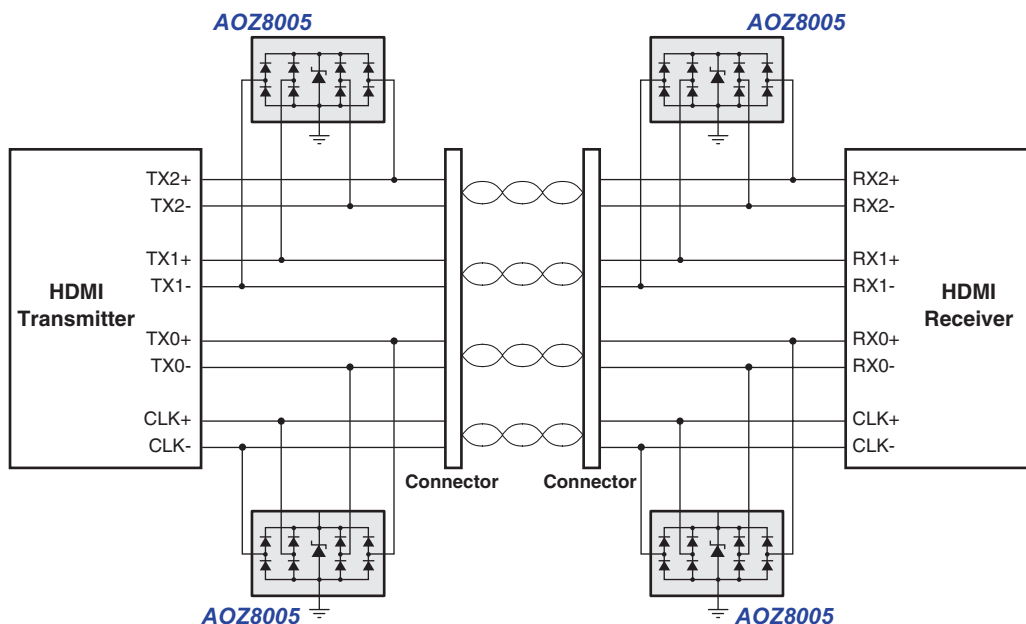 AOZ8005
AOZ8005
TX2+
TX2-
TX1+
TX1-
TX0+
TX0-
CLK+
CLK-
HDMI
Transmitter
RX2+
RX2-
RX1+
RX1-
RX0+
RX0-
CLK+
CLK-
HDMI
Receiver
Connector
Connector
AOZ8005
AOZ8005